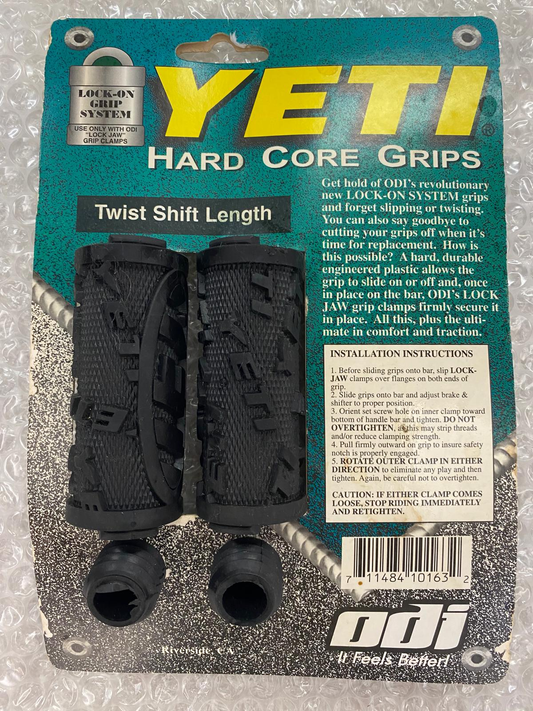 LOCK-ON
GRIP
SYSTEM
USE ONLY WITH ODI
"LOCK JAW"
GRIP CLAMPS
YETI®
HARD CORE GRIPS
Twist Shift Length
Get hold of ODI's revolutionary
new LOCK-ON SYSTEM grips
and forget slipping or twisting.
You can also say goodbye to
cutting your grips off when it's
time for replacement. How is
this possible? A hard, durable
engineered plastic allows the
grip to slide on or off and, once
in place on the bar, ODI's LOCK
JAW grip clamps firmly secure it
in place. All this, plus the ulti-
mate in comfort and traction.
INSTALLATION INSTRUCTIONS
1. Before sliding grips onto bar, slip LOCK-
JAW clamps over flanges on both ends of
grip.
2. Slide grips onto bar and adjust brake &
shifter to proper position.
3. Orient set screw hole on inner clamp toward
bottom of handle bar and tighten. DO NOT
OVERTIGHTEN, as this may strip threads
and/or reduce clamping strength.
4. Pull firmly outward on grip to insure safety
notch is properly engaged.
5. ROTATE OUTER CLAMP IN EITHER
DIRECTION to eliminate any play and then
tighten. Again, be careful not to overtighten.
CAUTION: IF EITHER CLAMP COMES
LOOSE, STOP RIDING IMMEDIATELY
AND RETIGHTEN.
YETI
7 11484 10163 2
odi
It Feels Better!
Riverside, CA